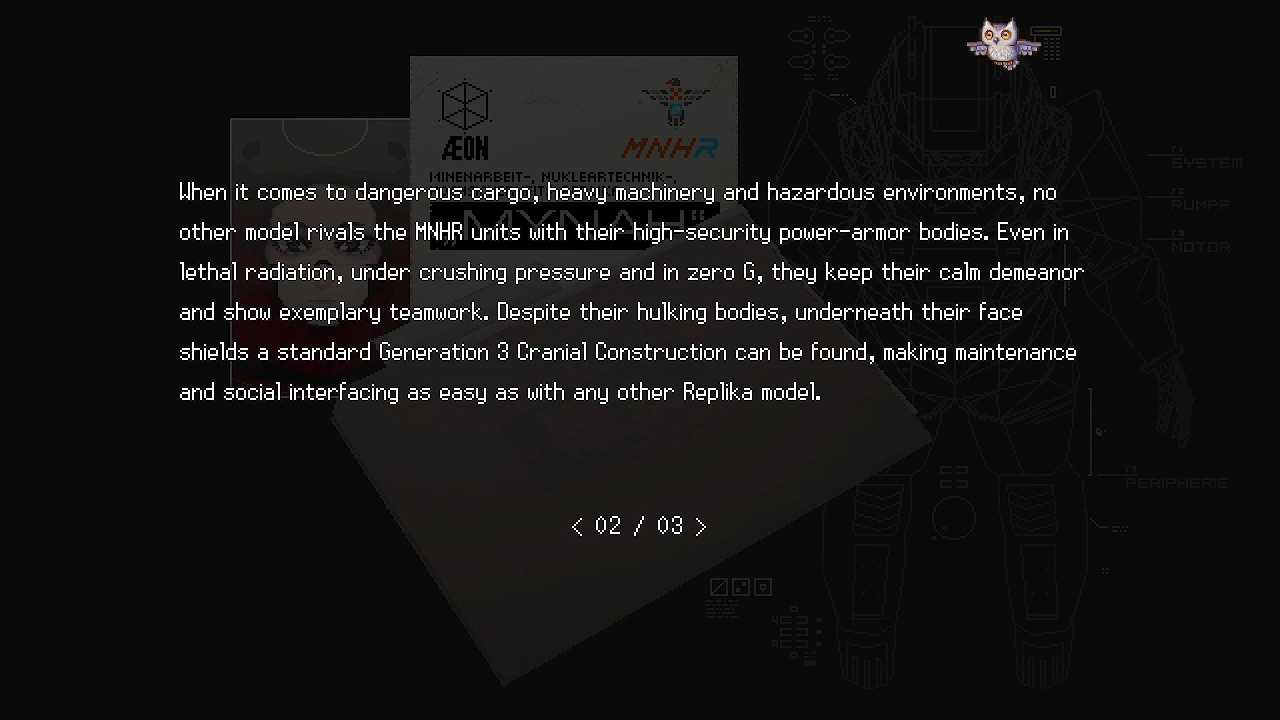 ÆON
MNHR
MINENARBEIT-, NUKLEARTECHNIK-,
MYNAH
When it comes to dangerous cargo, heavy machinery and hazardous environments, no
other model rivals the MNHR units with their high-security power-armor bodies. Even in
lethal radiation, under crushing pressure and in zero G, they keep their calm demeanor
and show exemplary teamwork. Despite their hulking bodies, underneath their face
shields a standard Generation 3 Cranial Construction can be found, making maintenance
and social interfacing as easy as with any other Replika model.
< 02 / 03 >
SYSTEM
RUMPF
MOTOR
PERIPHERIE